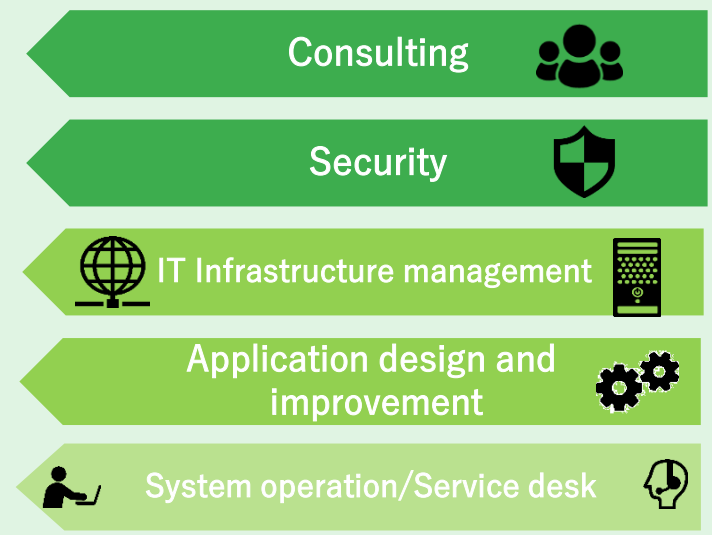 Consulting
Security
IT Infrastructure management
Application design and
improvement
System operation/Service desk